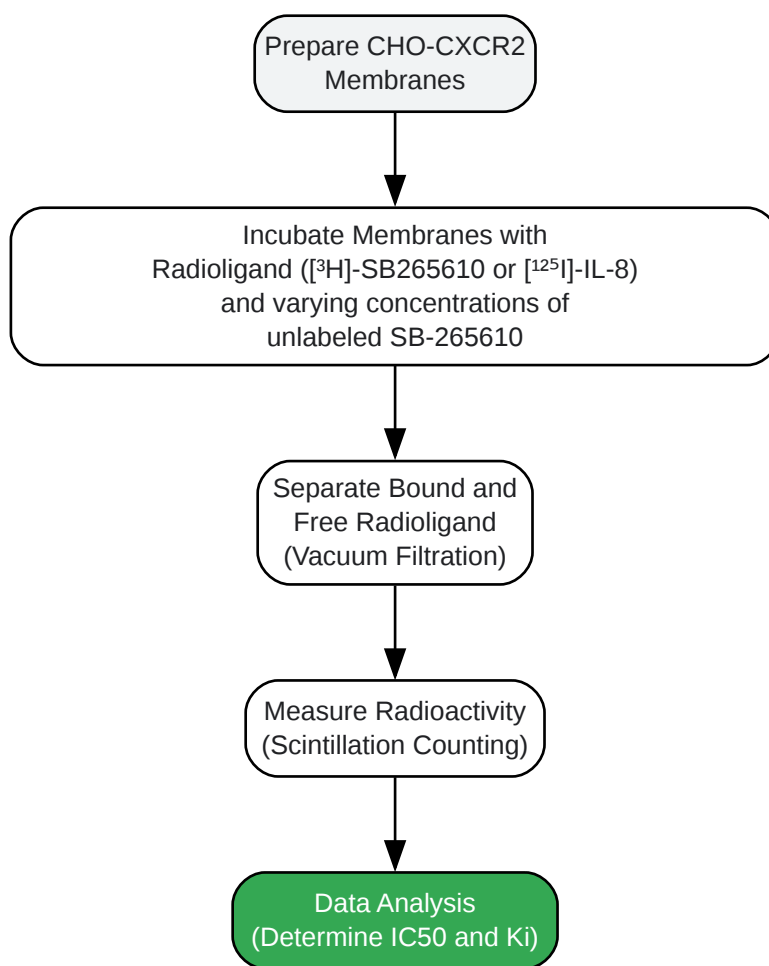 Prepare CHO-CXCR2
Membranes
Incubate Membranes with
Radioligand ([³H]-SB265610 or [¹²⁵I]-IL-8)
and varying concentrations of
unlabeled SB-265610
Separate Bound and
Free Radioligand
(Vacuum Filtration)
Measure Radioactivity
(Scintillation Counting)
Data Analysis
(Determine IC50 and Ki)